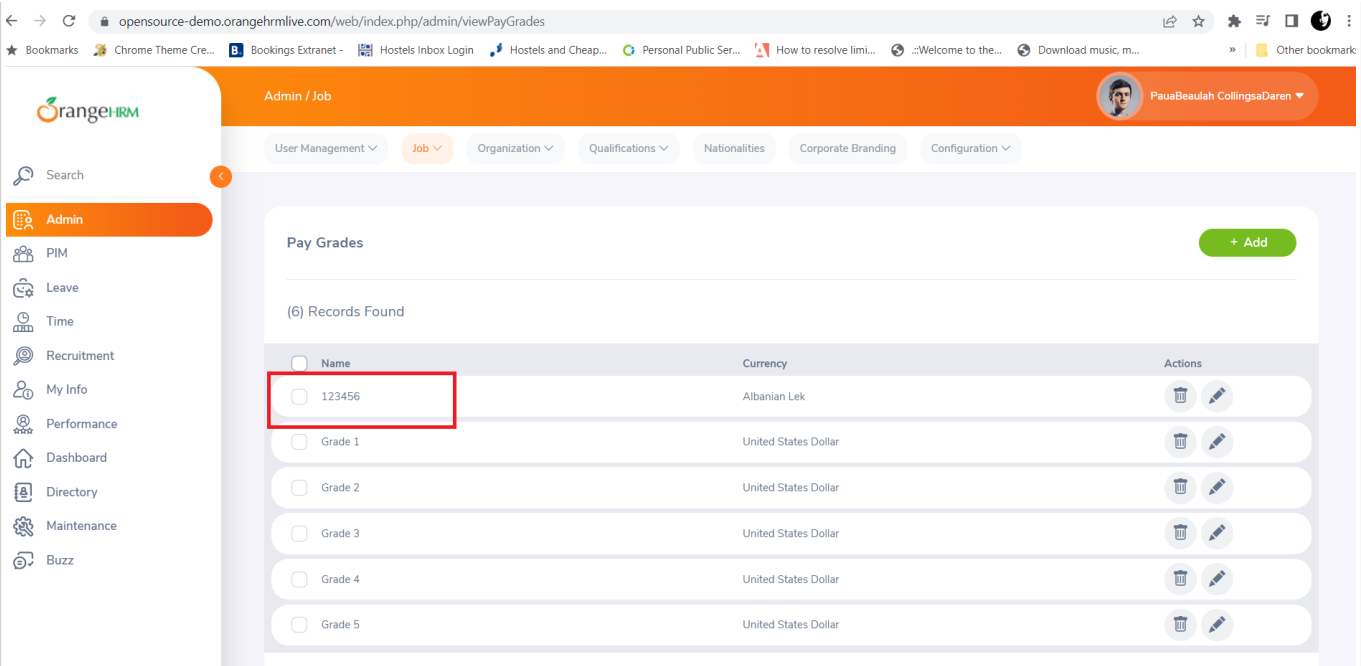 opensource-demo.orangehrmlive.com/web/index.php/admin/viewPayGrades
Bookmarks Chrome Theme Cre... B. Bookings Extranet - Hostels Inbox Login Hostels and Cheap... Personal Public Ser... How to resolve limi... .::Welcome to the... Download music, m... » Other bookmark
OrangeHRM
Admin / Job
PauaBeaulah CollingsaDaren
User Management Job Organization Qualifications Nationalities Corporate Branding Configuration
Search
Admin
PIM
Leave
Time
Recruitment
My Info
Performance
Dashboard
Directory
Maintenance
Buzz
Pay Grades
+ Add
(6) Records Found
Name Currency Actions
123456 Albanian Lek
Grade 1 United States Dollar
Grade 2 United States Dollar
Grade 3 United States Dollar
Grade 4 United States Dollar
Grade 5 United States Dollar